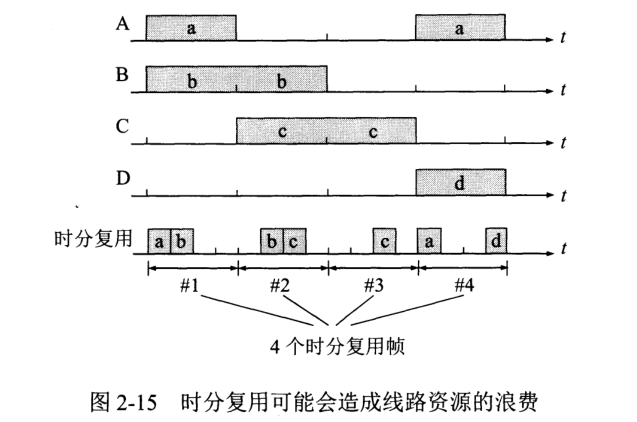 A a a t
B b b t
C c c t
D d t
时分复用 a b b c c a d t
#1 #2 #3 #4
4 个时分复用帧
图 2-15 时分复用可能会造成线路资源的浪费